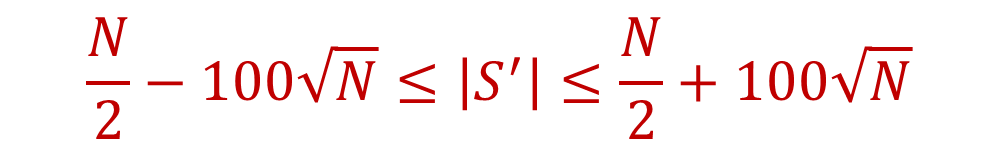 N/2 − 100√N ≤ |S′| ≤ N/2 + 100√N